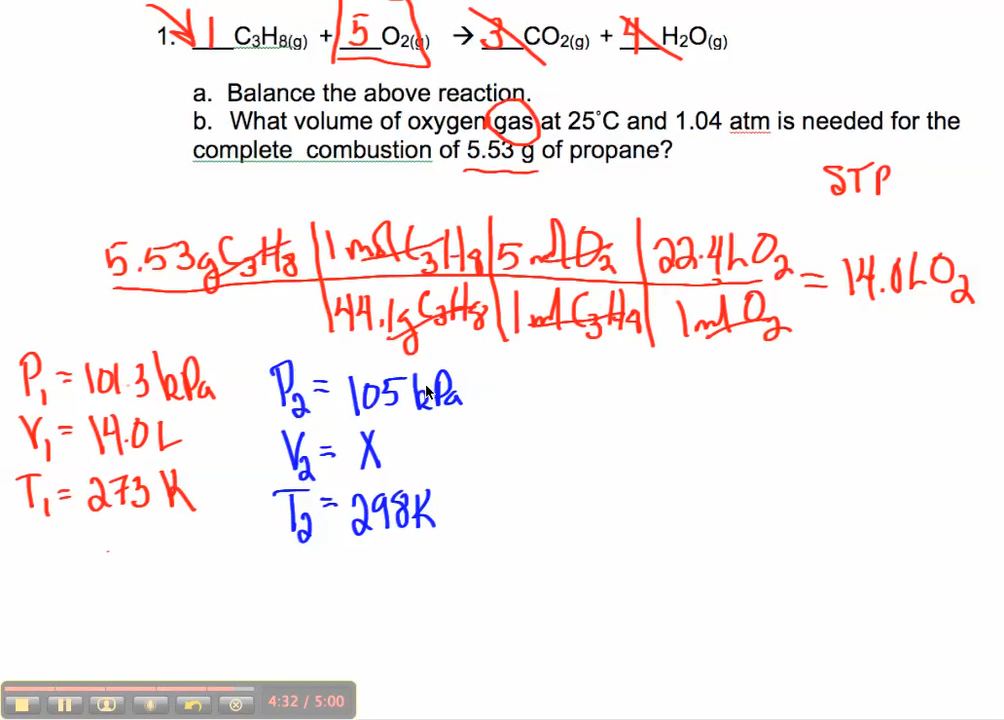 1. 1 C3H8(g) + 5 O2(g) → 3 CO2(g) + 4 H2O(g)
a. Balance the above reaction.
b. What volume of oxygen gas at 25°C and 1.04 atm is needed for the
complete combustion of 5.53 g of propane?
STP
5.53g C3H8 | 1 mol C3H8 | 5 mol O2 | 22.4L O2 = 14.0L O2
44.1g C3H8 | 1 mol C3H8 | 1 mol O2
P1 = 101.3 kPa P2 = 105 kPa
V1 = 14.0 L V2 = X
T1 = 273 K T2 = 298K
4:32 / 5:00